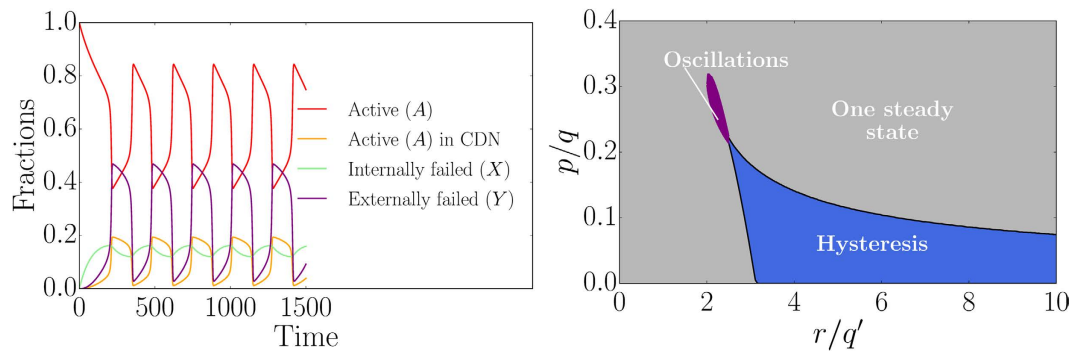 Fractions
1.0
0.8
0.6
0.4
0.2
0.0
0
500
1000
1500
Time
Active (A)
Active (A) in CDN
Internally failed (X)
Externally failed (Y)
p/q
0.4
0.3
0.2
0.1
0.0
0
2
4
6
8
10
r/q′
Oscillations
One steady
state
Hysteresis